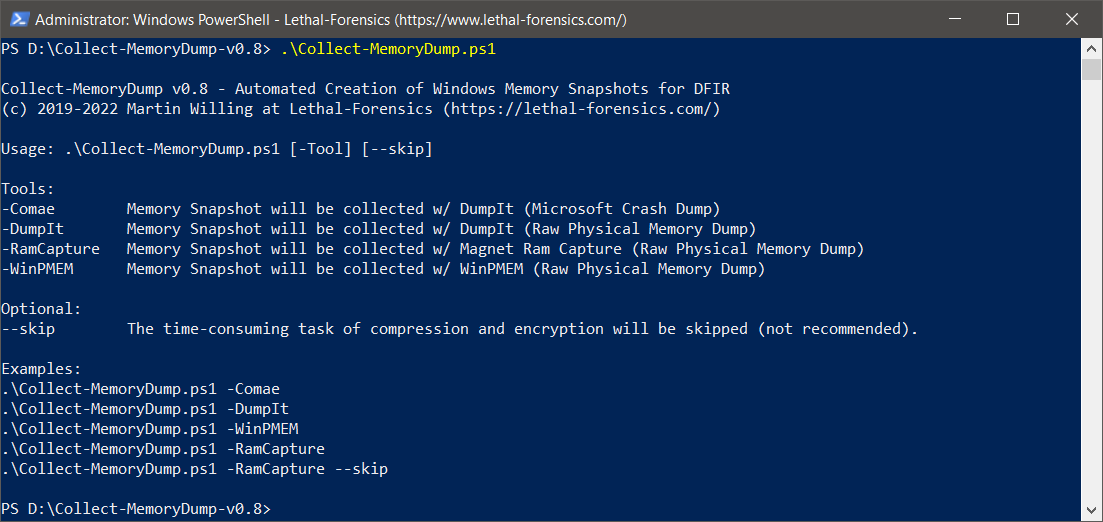 Administrator: Windows PowerShell - Lethal-Forensics (https://www.lethal-forensics.com/)
PS D:\Collect-MemoryDump-v0.8> .\Collect-MemoryDump.ps1
Collect-MemoryDump v0.8 - Automated Creation of Windows Memory Snapshots for DFIR
(c) 2019-2022 Martin Willing at Lethal-Forensics (https://lethal-forensics.com/)
Usage: .\Collect-MemoryDump.ps1 [-Tool] [--skip]
Tools:
-Comae        Memory Snapshot will be collected w/ DumpIt (Microsoft Crash Dump)
-DumpIt       Memory Snapshot will be collected w/ DumpIt (Raw Physical Memory Dump)
-RamCapture   Memory Snapshot will be collected w/ Magnet Ram Capture (Raw Physical Memory Dump)
-WinPMEM      Memory Snapshot will be collected w/ WinPMEM (Raw Physical Memory Dump)
Optional:
--skip        The time-consuming task of compression and encryption will be skipped (not recommended).
Examples:
.\Collect-MemoryDump.ps1 -Comae
.\Collect-MemoryDump.ps1 -DumpIt
.\Collect-MemoryDump.ps1 -WinPMEM
.\Collect-MemoryDump.ps1 -RamCapture
.\Collect-MemoryDump.ps1 -RamCapture --skip
PS D:\Collect-MemoryDump-v0.8>